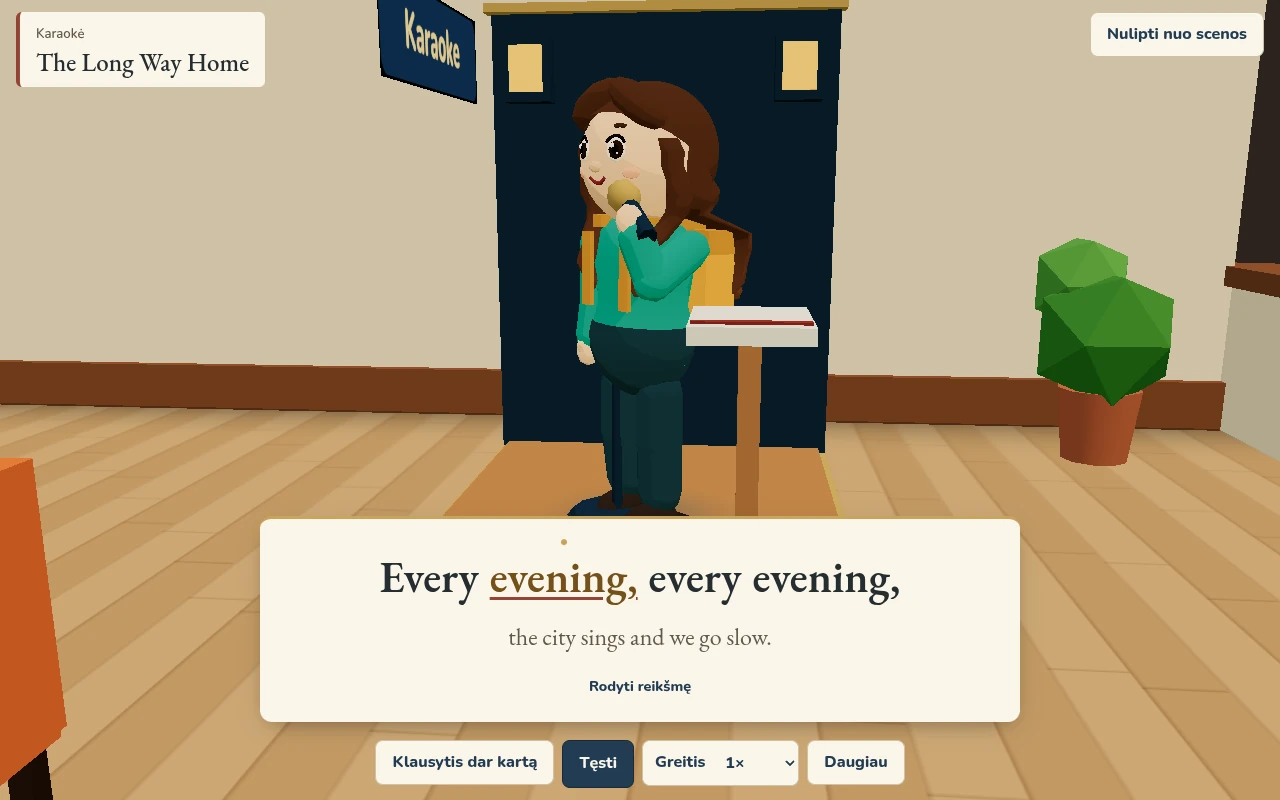 Karaokė
The Long Way Home
Karaoke
Nulipti nuo scenos
Every evening, every evening,
the city sings and we go slow.
Rodyti reikšmę
Klausytis dar kartą
Tęsti
Greitis 1×
Daugiau